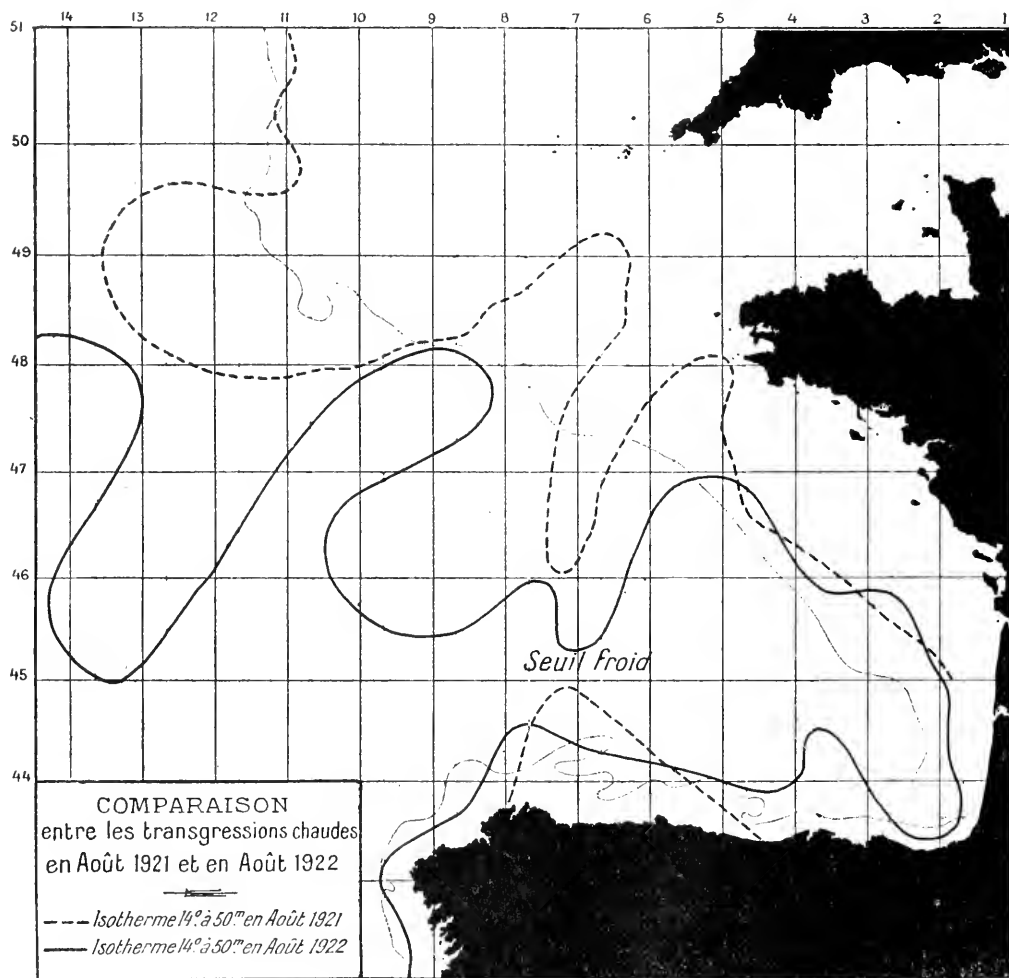 14 13 12 11 10 9 8 7 6 5 4 3 2 1
51
50
49
48
47
46
45
Seuil froid
44
COMPARAISON
entre les transgressions chaudes
en Août 1921 et en Août 1922
Isotherme 14° à 50m en Août 1921
Isotherme 14° à 50m en Août 1922